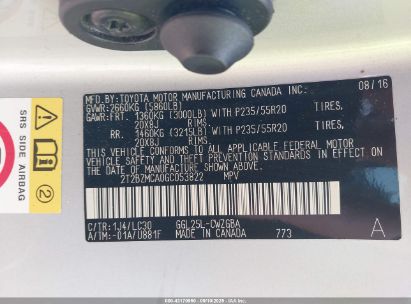 MFD. BY: TOYOTA MOTOR MANUFACTURING CANADA INC. 08/16
GVWR: 2660KG (5860LB)
GAWR: FRT. 1360KG (3000LB) WITH P235/55R20 TIRES,
20X8J RIMS.
RR. 1460KG (3215LB) WITH P235/55R20 TIRES,
20X8J RIMS.
THIS VEHICLE CONFORMS TO ALL APPLICABLE FEDERAL MOTOR
VEHICLE SAFETY THEFT PREVENTION STANDARDS IN EFFECT ON
THE DATE OF MANUFACTURE SHOWN ABOVE.
2T2BZMCA0GC053822 MPV
C/TR: 1J4/LC30 GGL25L-CWZGBA
A/TM: -01A/U881F MADE IN CANADA 773 A
SRS SIDE AIRBAG